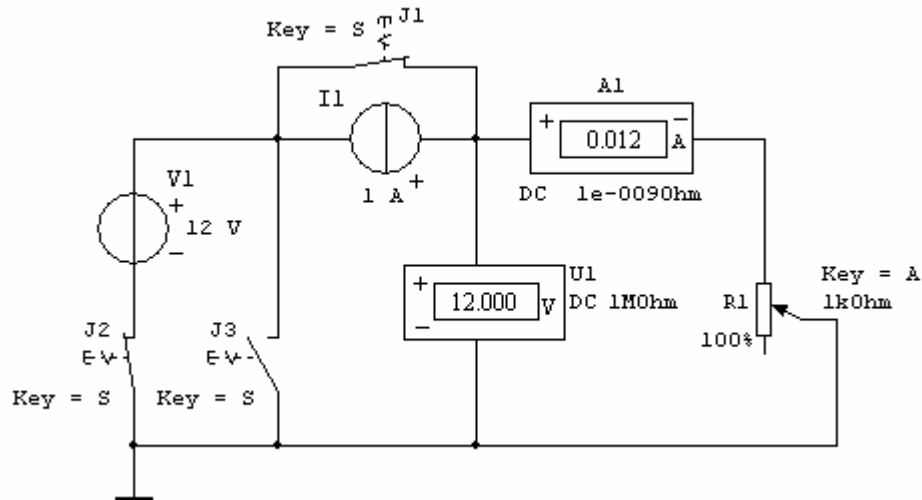 Key = S
J1
I1
1 A
+
A1
+
0.012
−
A
DC 1e-009Ohm
V1
+
12 V
−
U1
+
12.000
V
−
DC 1MOhm
Key = A
R1
1kOhm
100%
J2
E
Key = S
J3
E
Key = S